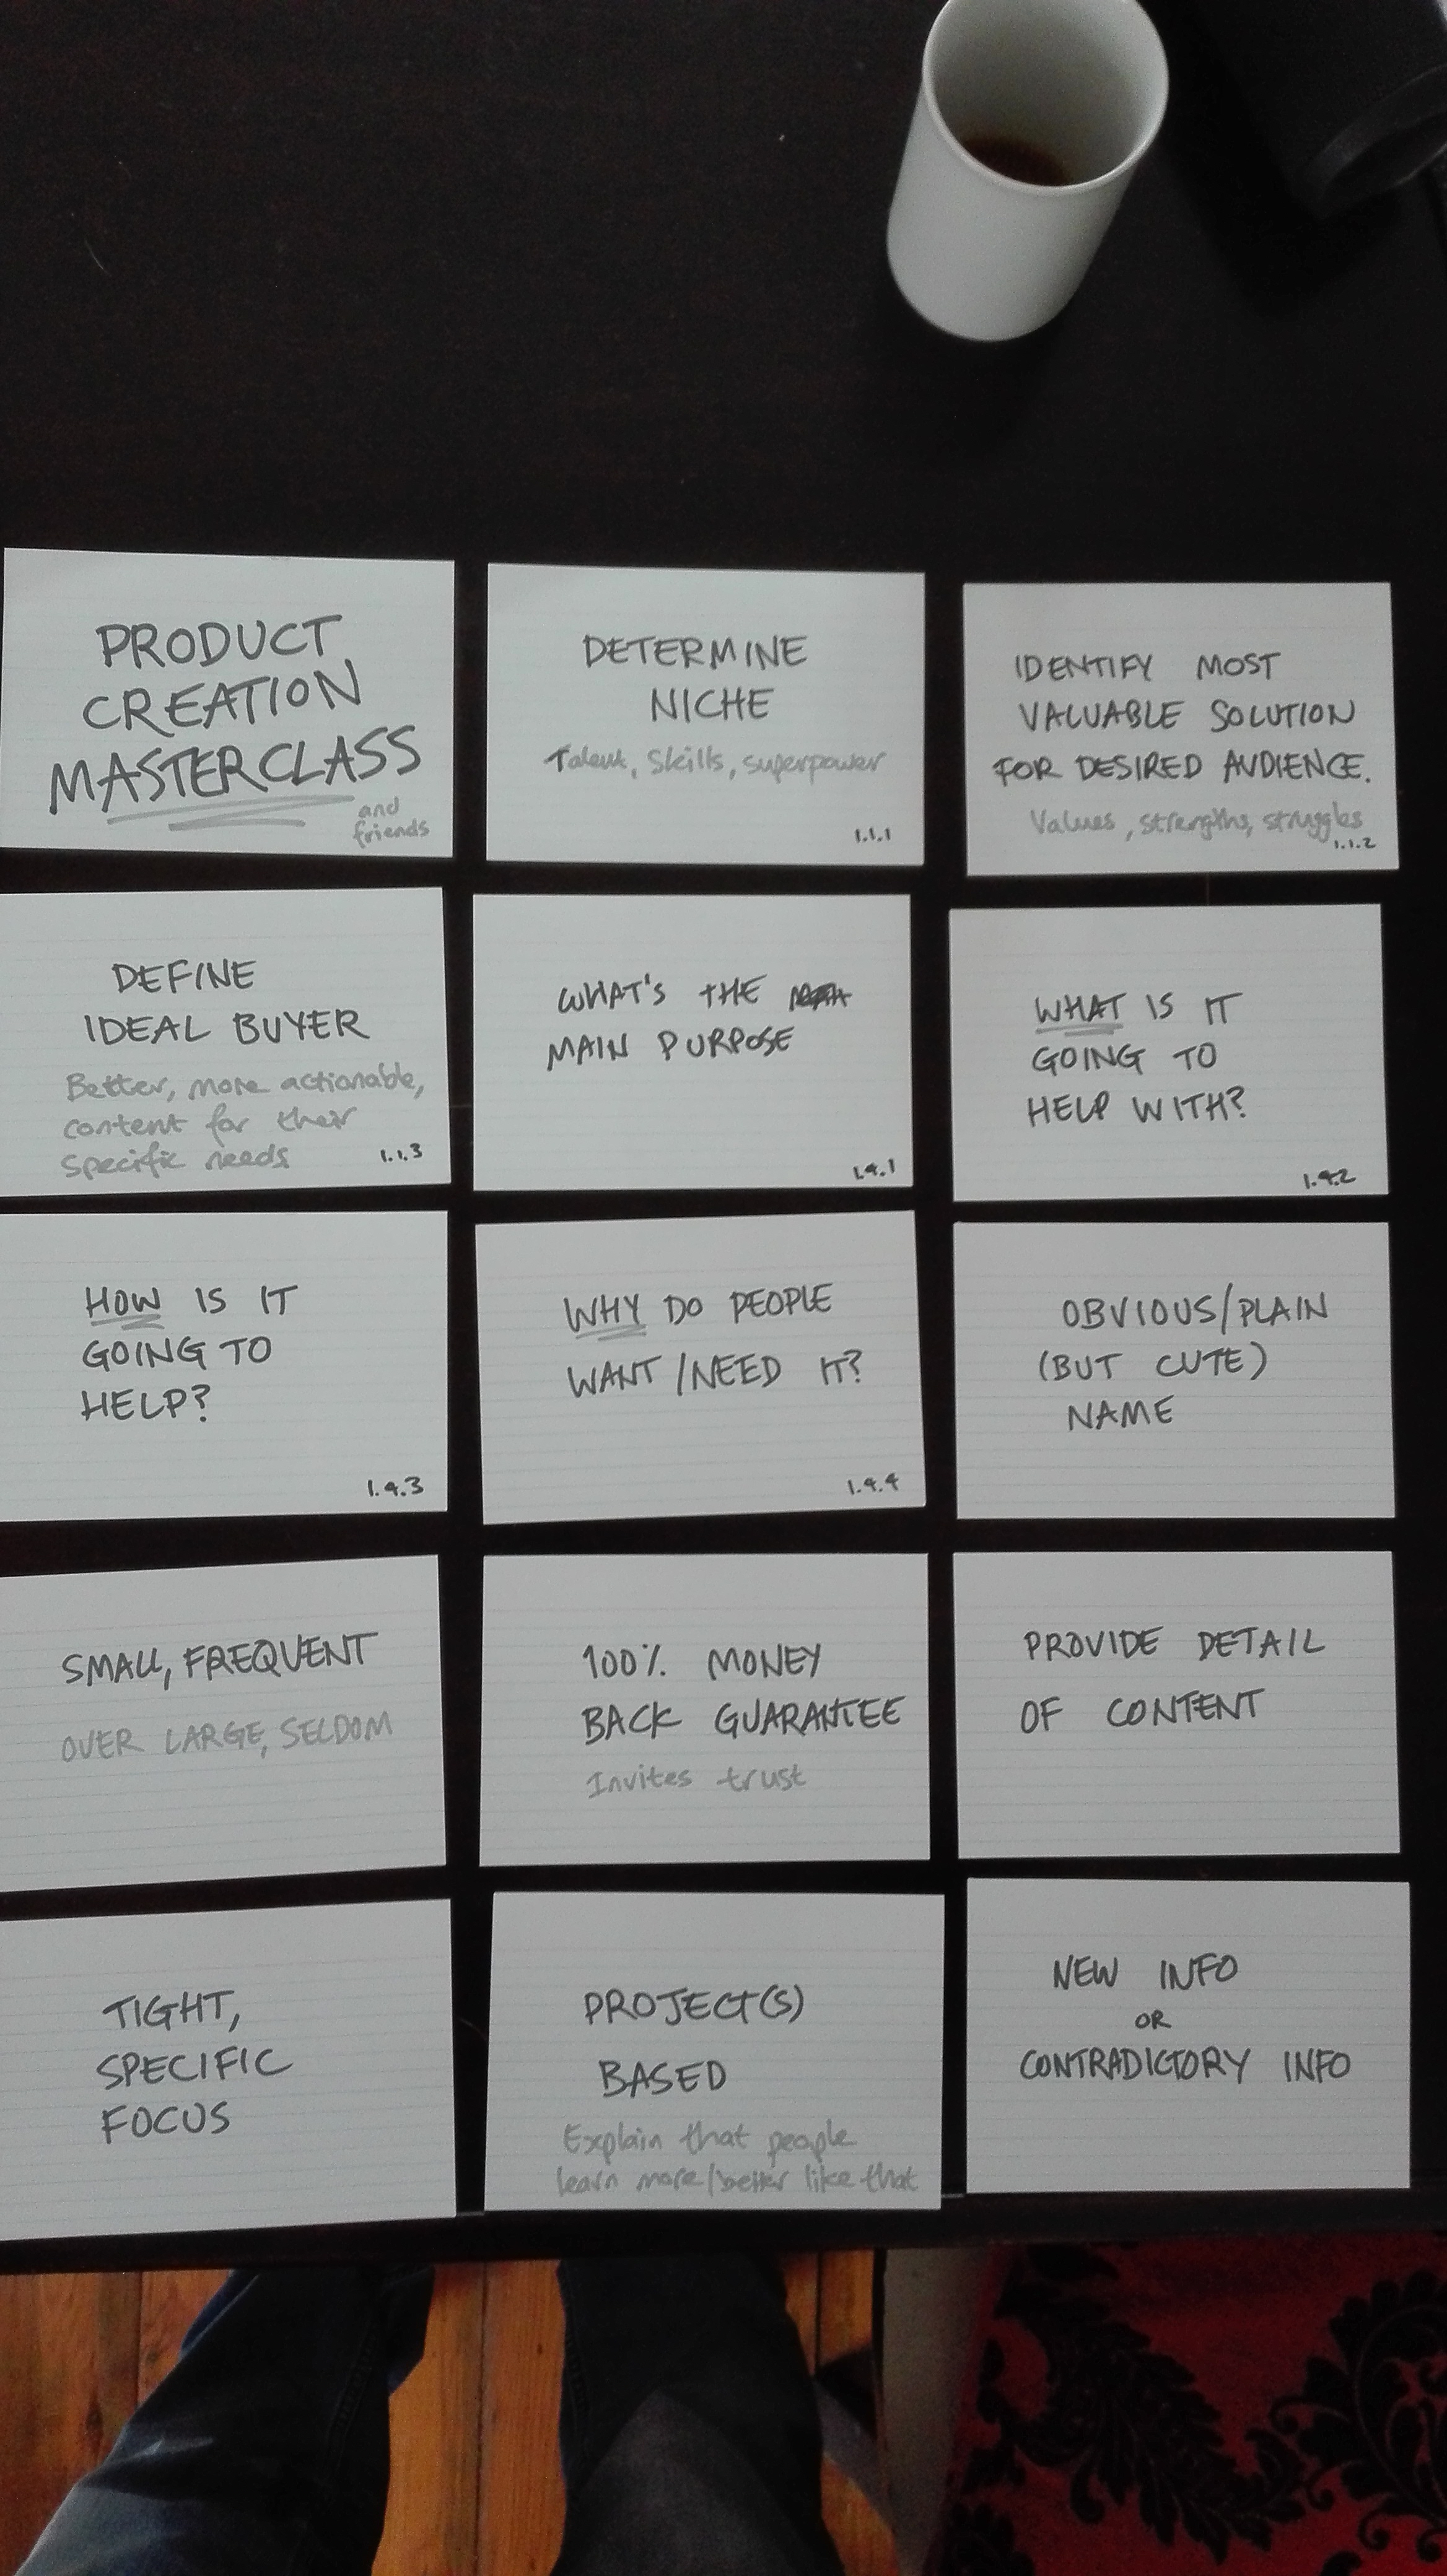 PRODUCT
CREATION
MASTERCLASS
and
friends
DETERMINE
NICHE
Talent, Skills, superpower
1.1.1
IDENTIFY MOST
VALUABLE SOLUTION
FOR DESIRED AUDIENCE.
Values, strengths, struggles
1.1.2
DEFINE
IDEAL BUYER
Better, more actionable,
content for their
specific needs
1.1.3
WHAT'S THE
MAIN PURPOSE
1.4.1
WHAT IS IT
GOING TO
HELP WITH?
1.4.2
HOW IS IT
GOING TO
HELP?
1.4.3
WHY DO PEOPLE
WANT/NEED IT?
1.4.4
OBVIOUS/PLAIN
(BUT CUTE)
NAME
SMALL, FREQUENT
OVER LARGE, SELDOM
100% MONEY
BACK GUARANTEE
Invites trust
PROVIDE DETAIL
OF CONTENT
TIGHT,
SPECIFIC
FOCUS
PROJECT(S)
BASED
Explain that people
learn more/better like that
NEW INFO
OR
CONTRADICTORY INFO